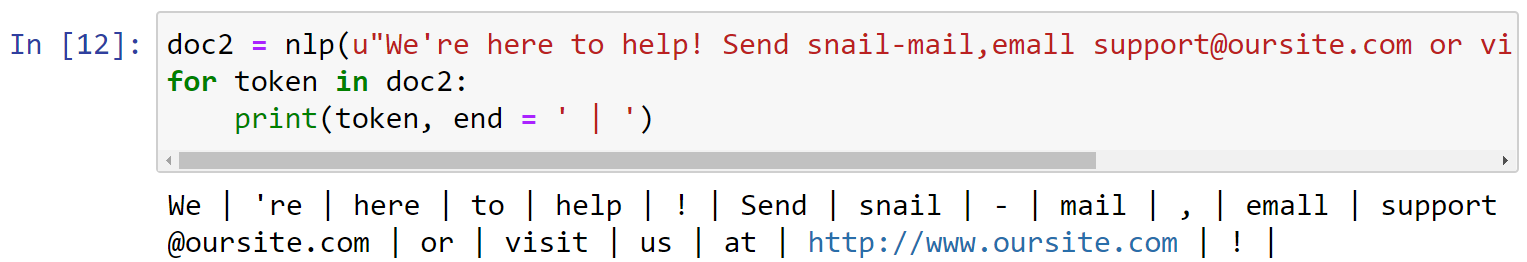 In [12]: doc2 = nlp(u"We're here to help! Send snail-mail,emall support@oursite.com or vi
for token in doc2:
    print(token, end = ' | ')
We | 're | here | to | help | ! | Send | snail | - | mail | , | emall | support
@oursite.com | or | visit | us | at | http://www.oursite.com | ! |